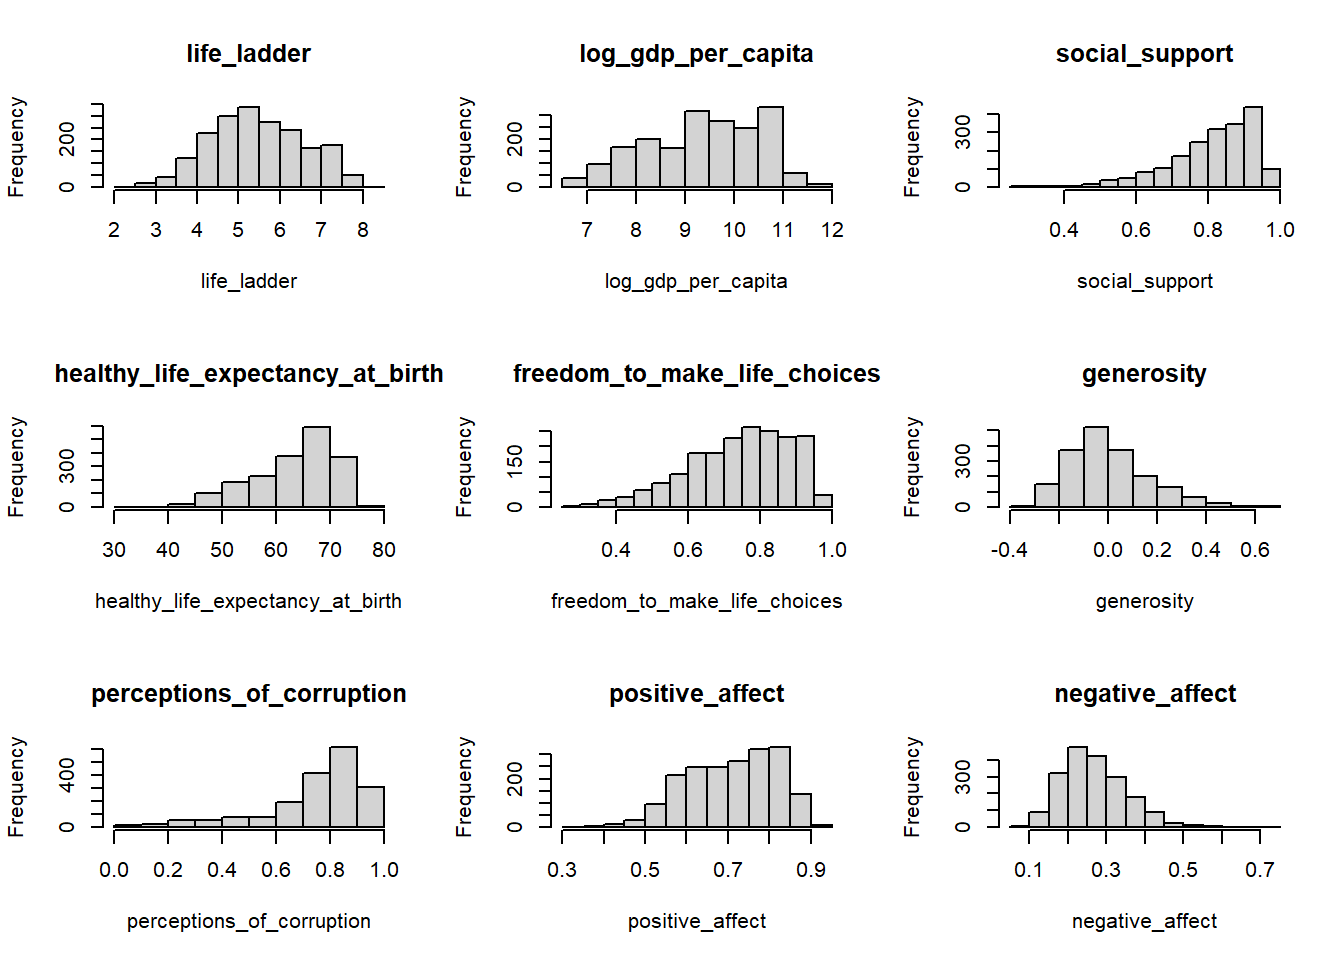 life_ladder
Frequency
0 200
2 3 4 5 6 7 8
life_ladder
log_gdp_per_capita
Frequency
0 200
7 8 9 10 11 12
log_gdp_per_capita
social_support
Frequency
0 300
0.4 0.6 0.8 1.0
social_support
healthy_life_expectancy_at_birth
Frequency
0 300
30 40 50 60 70 80
healthy_life_expectancy_at_birth
freedom_to_make_life_choices
Frequency
0 150
0.4 0.6 0.8 1.0
freedom_to_make_life_choices
generosity
Frequency
0 300
-0.4 0.0 0.2 0.4 0.6
generosity
perceptions_of_corruption
Frequency
0 400
0.0 0.2 0.4 0.6 0.8 1.0
perceptions_of_corruption
positive_affect
Frequency
0 200
0.3 0.5 0.7 0.9
positive_affect
negative_affect
Frequency
0 300
0.1 0.3 0.5 0.7
negative_affect